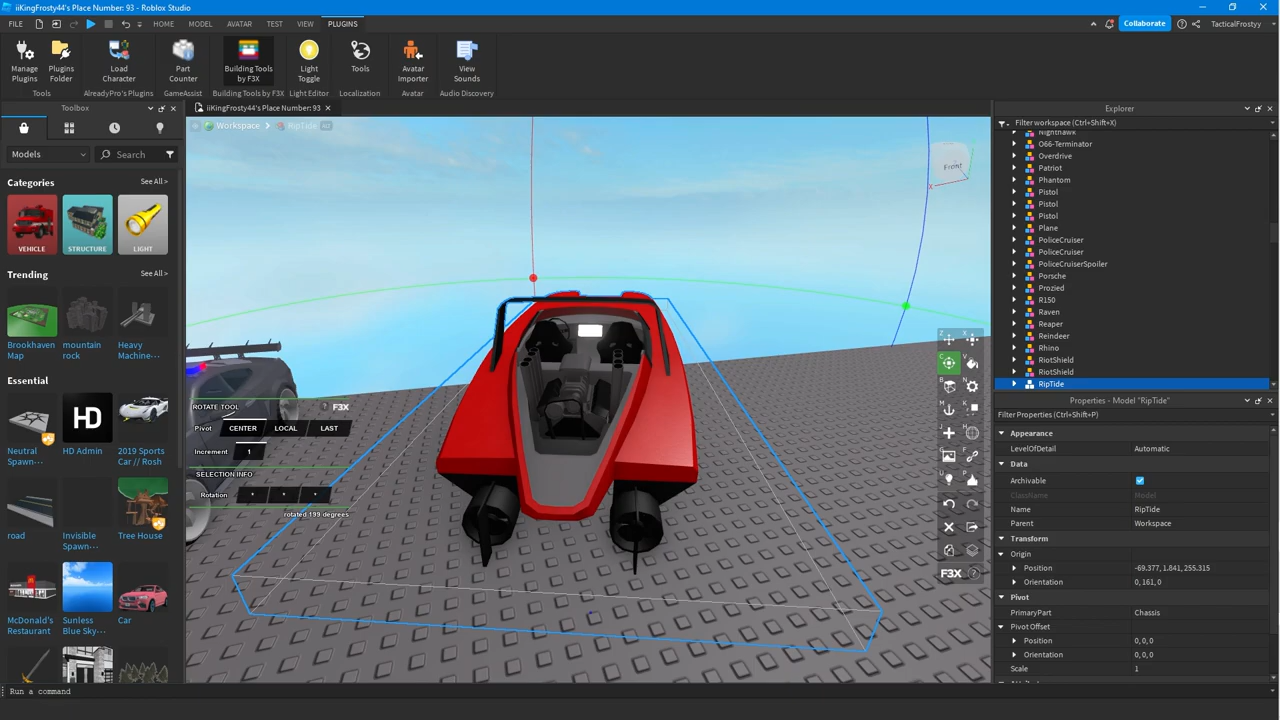 iiKingFrosty44's Place Number: 93 - Roblox Studio
FILE HOME MODEL AVATAR TEST VIEW PLUGINS Collaborate TacticalFrostyy
Manage Plugins
Plugins Folder
Load Character
Part Counter
Building Tools by F3X
Light Toggle
Tools
Avatar Importer
View Sounds
Tools AlreadyPro's Plugins GameAssist Building Tools by F3X Light Editor Localization Avatar Audio Discovery
Toolbox
iiKingFrosty44's Place Number: 93
Models
Search
Categories See All >
VEHICLE STRUCTURE LIGHT
Trending See All >
Brookhaven Map
mountain rock
Heavy Machine···
Essential See All >
HD
Neutral Spawn···
HD Admin
2019 Sports Car // Rosh
road
Invisible Spawn···
Tree House
McDonald's Restaurant
Sunless Blue Sky···
Car
Workspace > RipTide
Front
X
ROTATE TOOL F3X
Pivot CENTER LOCAL LAST
Increment 1
SELECTION INFO
Rotation * * *
rotated 199 degrees
F3X
Explorer
Filter workspace (Ctrl+Shift+X)
Nighthawk
O66-Terminator
Overdrive
Patriot
Phantom
Pistol
Pistol
Pistol
Plane
PoliceCruiser
PoliceCruiser
PoliceCruiserSpoiler
Porsche
Prozied
R150
Raven
Reaper
Reindeer
Rhino
RiotShield
RiotShield
RipTide
Properties - Model "RipTide"
Filter Properties (Ctrl+Shift+P)
Appearance
LevelOfDetail Automatic
Data
Archivable
ClassName Model
Name RipTide
Parent Workspace
Transform
Origin
Position -69.377, 1.841, 255.315
Orientation 0,161,0
Pivot
PrimaryPart Chassis
Pivot Offset
Position 0,0,0
Orientation 0,0,0
Scale 1
Run a command